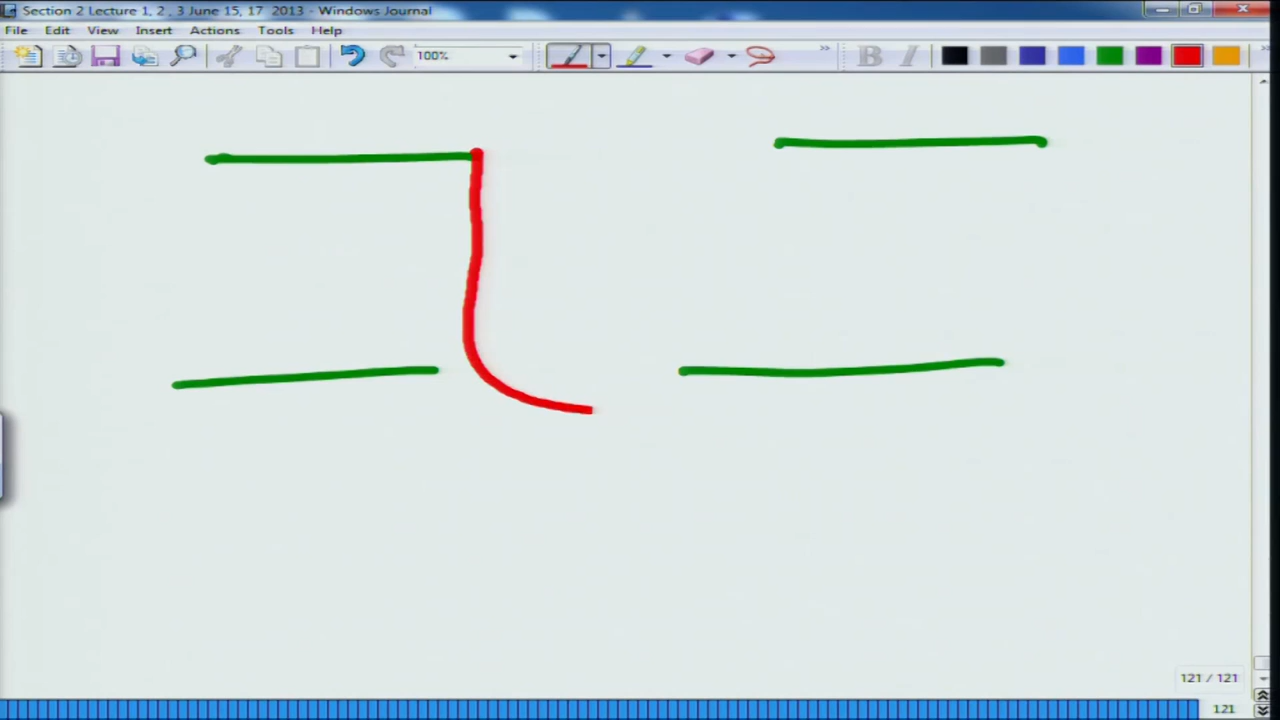 Section 2 Lecture 1, 2 , 3 June 15, 17 2013 - Windows Journal
File Edit View Insert Actions Tools Help
100% B I
121 / 121
121